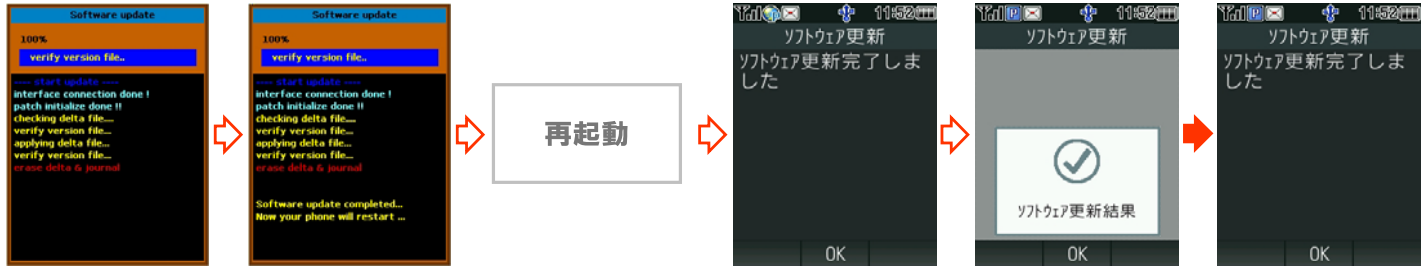 Software update
100%
verify version file..
---- start update ----
interface connection done !
patch initialize done !!
checking delta file....
verify version file...
applying delta file...
verify version file...
erase delta & journal
Software update
100%
verify version file..
---- start update ----
interface connection done !
patch initialize done !!
checking delta file....
verify version file...
applying delta file...
verify version file...
erase delta & journal
Software update completed...
Now your phone will restart ...
再起動
11:52
ソフトウェア更新
ソフトウェア更新完了しま
した
OK
P
11:52
ソフトウェア更新
ソフトウェア更新結果
OK
P
11:52
ソフトウェア更新
ソフトウェア更新完了しま
した
OK